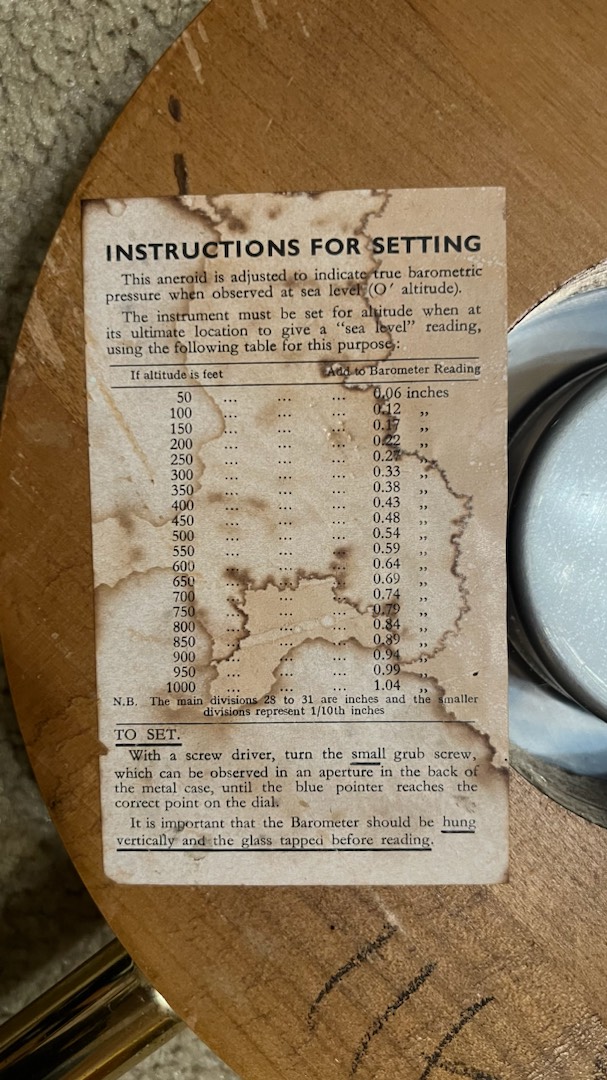 INSTRUCTIONS FOR SETTING
This aneroid is adjusted to indicate true barometric
pressure when observed at sea level (O′ altitude).
The instrument must be set for altitude when at
its ultimate location to give a "sea level" reading,
using the following table for this purpose:
If altitude is feet Add to Barometer Reading
50 ... ... ... 0.06 inches
100 ... ... ... 0.12 ,,
150 ... ... ... 0.17 ,,
200 ... ... ... 0.22 ,,
250 ... ... ... 0.27 ,,
300 ... ... ... 0.33 ,,
350 ... ... ... 0.38 ,,
400 ... ... ... 0.43 ,,
450 ... ... ... 0.48 ,,
500 ... ... ... 0.54 ,,
550 ... ... ... 0.59 ,,
600 ... ... ... 0.64 ,,
650 ... ... ... 0.69 ,,
700 ... ... ... 0.74 ,,
750 ... ... ... 0.79 ,,
800 ... ... ... 0.84 ,,
850 ... ... ... 0.89 ,,
900 ... ... ... 0.94 ,,
950 ... ... ... 0.99 ,,
1000 ... ... ... 1.04 ,,
N.B. The main divisions 28 to 31 are inches and the smaller
divisions represent 1/10th inches
TO SET.
With a screw driver, turn the small grub screw,
which can be observed in an aperture in the back of
the metal case, until the blue pointer reaches the
correct point on the dial.
It is important that the Barometer should be hung
vertically and the glass tapped before reading.